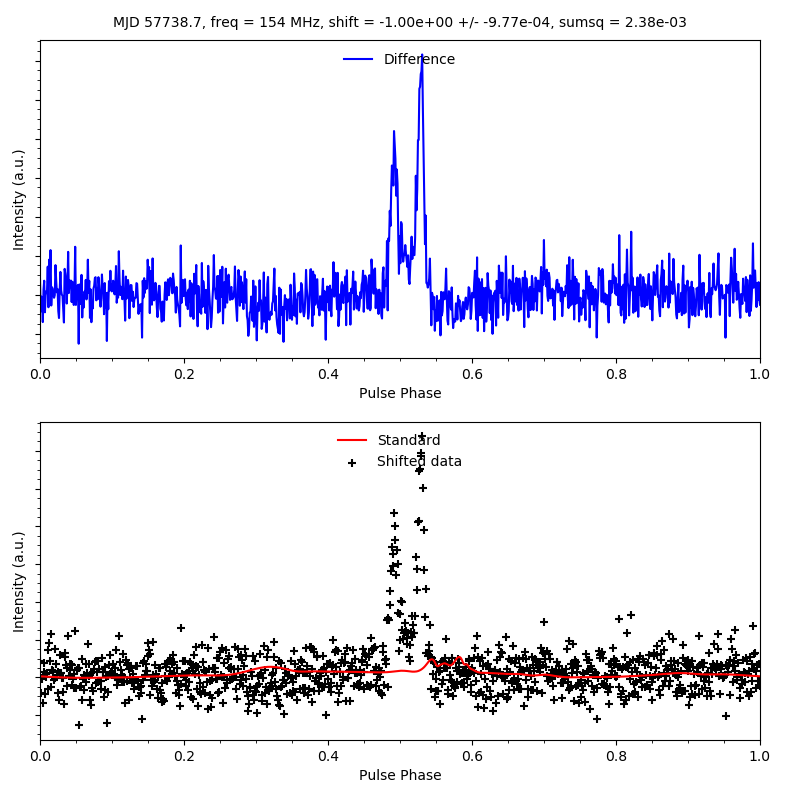 MJD 57738.7, freq = 154 MHz, shift = -1.00e+00 +/- -9.77e-04, sumsq = 2.38e-03
Difference
Intensity (a.u.)
0.0 0.2 0.4 0.6 0.8 1.0
Pulse Phase
Standard
Shifted data
Intensity (a.u.)
0.0 0.2 0.4 0.6 0.8 1.0
Pulse Phase